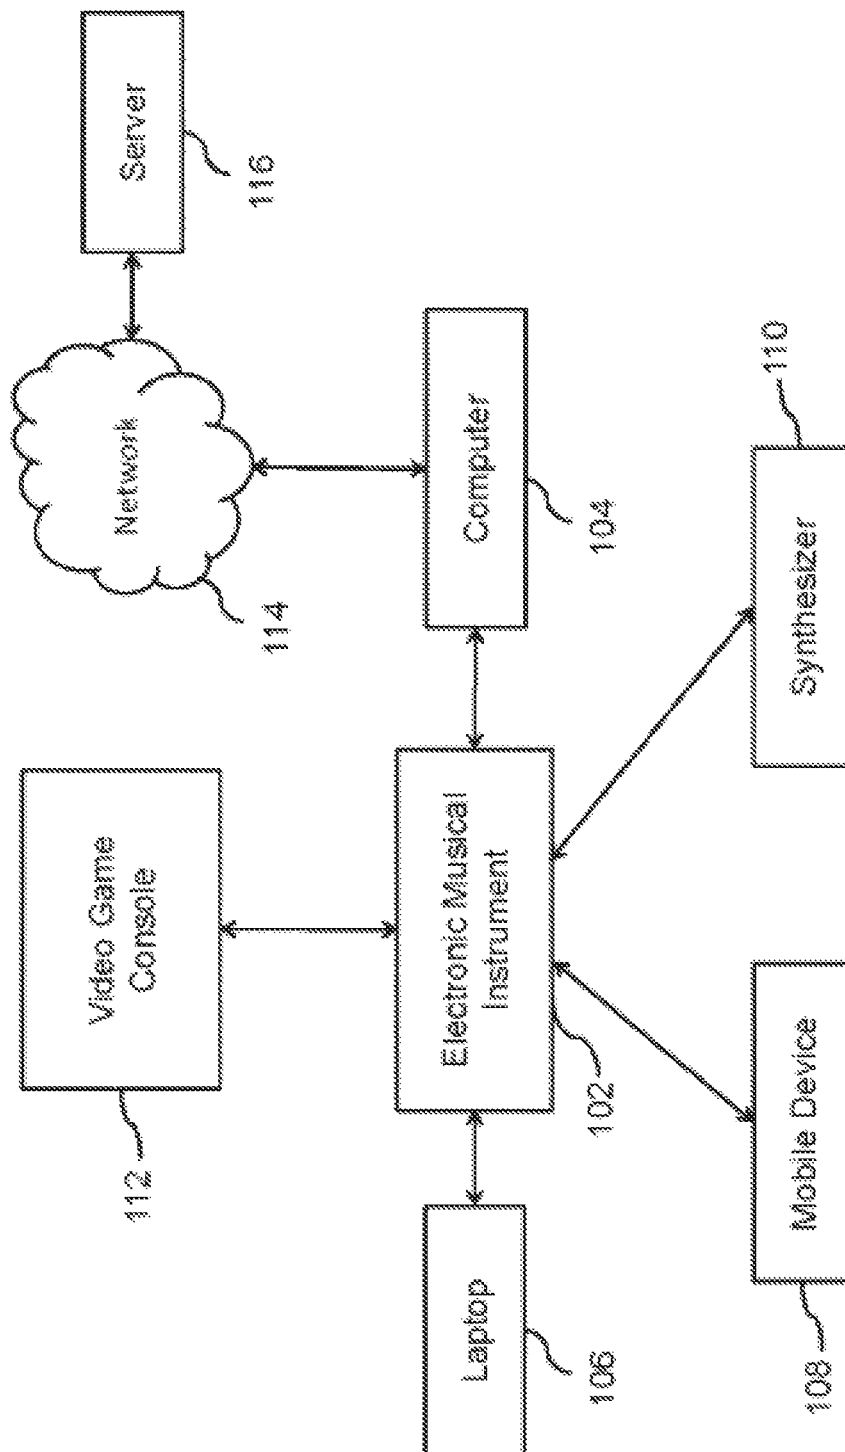 Server
116
Network
114
Video Game
Console
112
Computer
104
Electronic Musical
Instrument
102
Laptop
106
Synthesizer
110
Mobile Device
108